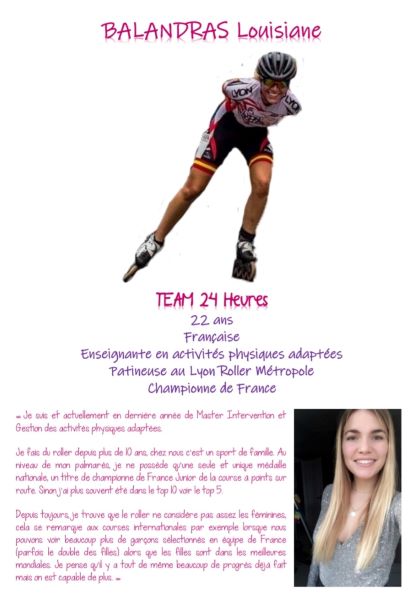 BALANDRAS Louisiane
LYON
LYON
TEAM 24 Heures
22 ans
Française
Enseignante en activités physiques adaptées
Patineuse au Lyon Roller Métropole
Championne de France
« Je suis et actuellement en dernière année de Master Intervention et
Gestion des activités physiques adaptées.
Je fais du roller depuis plus de 10 ans, chez nous c'est un sport de famille. Au
niveau de mon palmarès, je ne possède qu'une seule et unique médaille
nationale, un titre de championne de France Junior de la course à points sur
route. Sinon j'ai plus souvent été dans le top 10 voir le top 5.
Depuis toujours, je trouve que le roller ne considère pas assez les féminines,
cela se remarque aux courses internationales par exemple lorsque nous
pouvons voir beaucoup plus de garçons sélectionnés en équipe de France
(parfois le double des filles) alors que les filles sont dans les meilleures
mondiales. Je pense qu'il y a tout de même beaucoup de progrès déjà fait
mais on est capable de plus. »